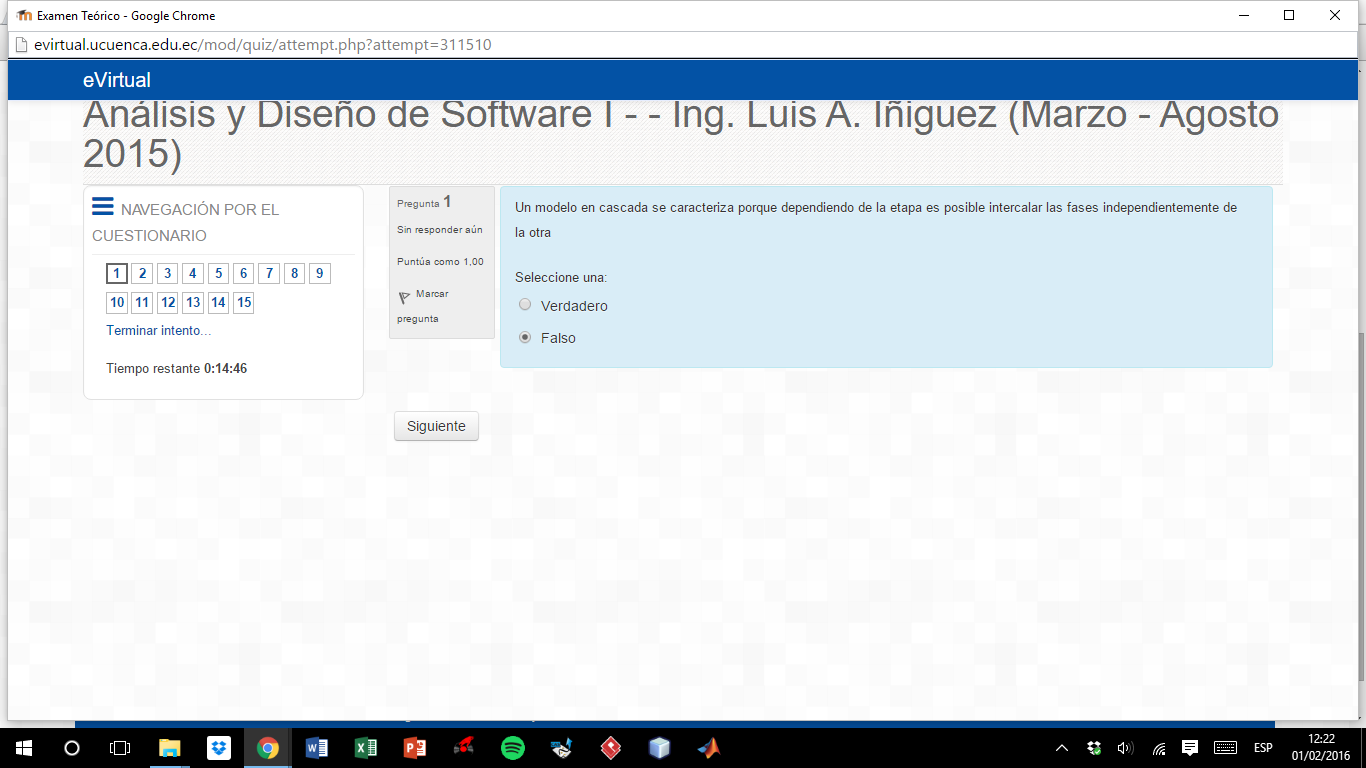 Examen Teórico - Google Chrome
evirtual.ucuenca.edu.ec/mod/quiz/attempt.php?attempt=311510
eVirtual
Análisis y Diseño de Software I - - Ing. Luis A. Iñiguez (Marzo - Agosto
2015)
NAVEGACIÓN POR EL
CUESTIONARIO
1 2 3 4 5 6 7 8 9
10 11 12 13 14 15
Terminar intento...
Tiempo restante 0:14:46
Pregunta 1
Sin responder aún
Puntúa como 1,00
Marcar
pregunta
Un modelo en cascada se caracteriza porque dependiendo de la etapa es posible intercalar las fases independientemente de
la otra
Seleccione una:
Verdadero
Falso
Siguiente
ESP
12:22
01/02/2016